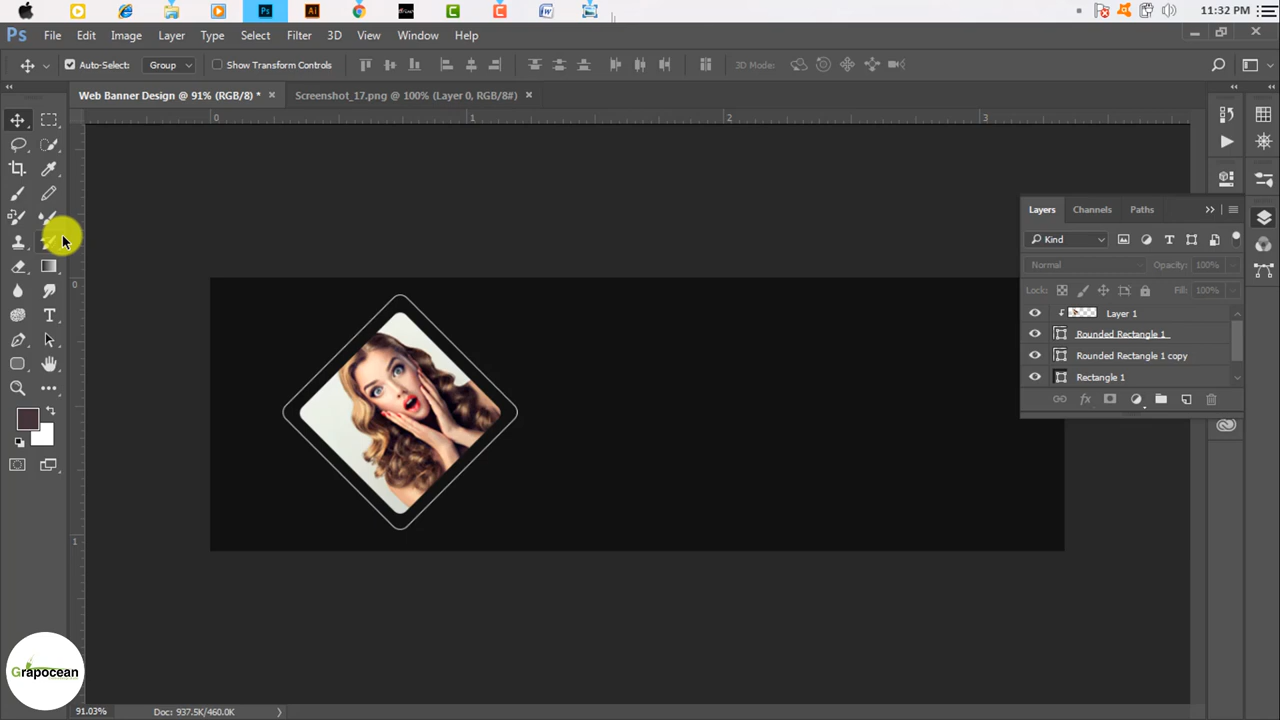 11:32 PM
Ps File Edit Image Layer Type Select Filter 3D View Window Help
Auto-Select: Group Show Transform Controls 3D Mode:
Web Banner Design @ 91% (RGB/8) * × Screenshot_17.png @ 100% (Layer 0, RGB/8#) ×
0 1 2 3
Layers Channels Paths
Kind
Normal Opacity: 100%
Lock: Fill: 100%
Layer 1
Rounded Rectangle 1
0
Rounded Rectangle 1 copy
Rectangle 1
1
Grapocean
91.03% Doc: 937.5K/460.0K